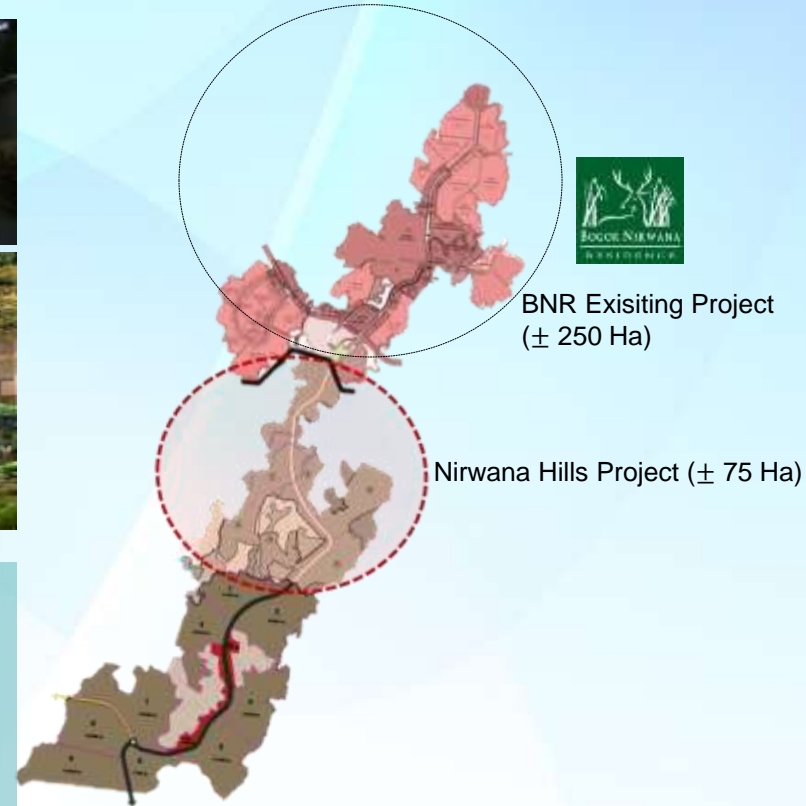 BOGOR NIRWANA
RESIDENCE
BNR Exisiting Project
(± 250 Ha)
Nirwana Hills Project (± 75 Ha)